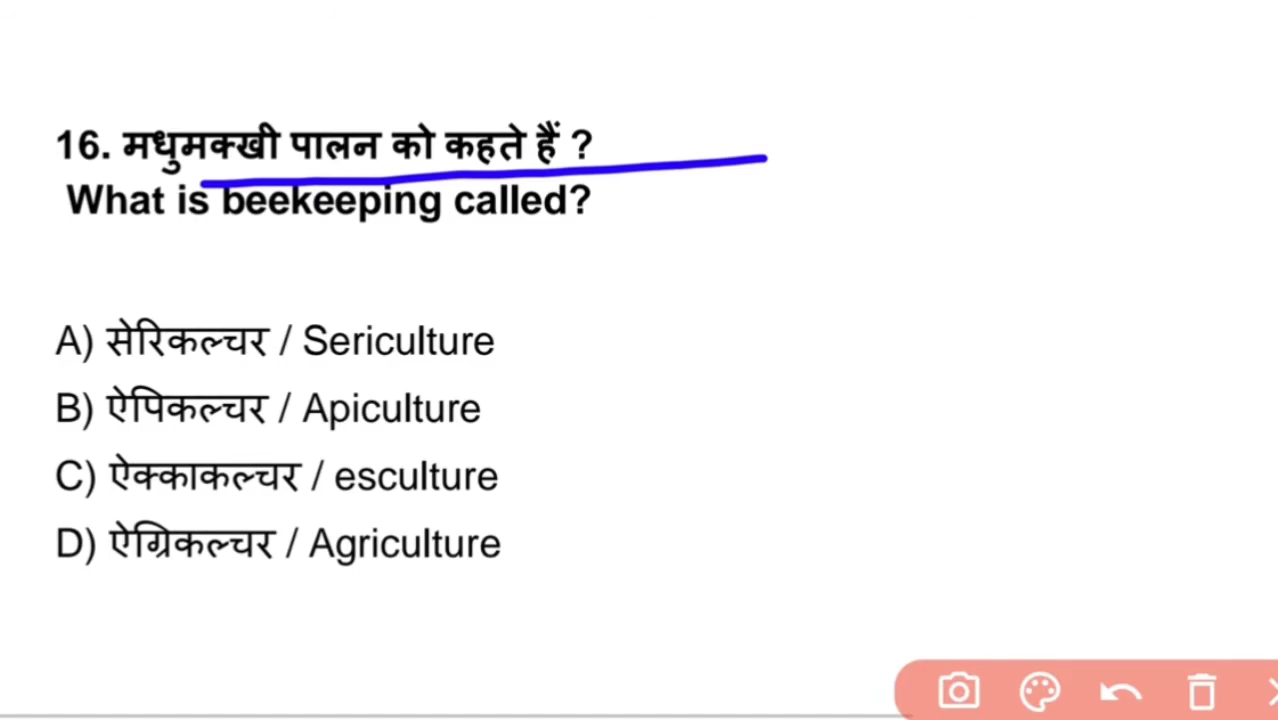 16. मधुमक्खी पालन को कहते हैं ?
What is beekeeping called?
A) सेरिकल्चर / Sericulture
B) ऐपिकल्चर / Apiculture
C) ऐक्काकल्चर / esculture
D) ऐग्रिकल्चर / Agriculture